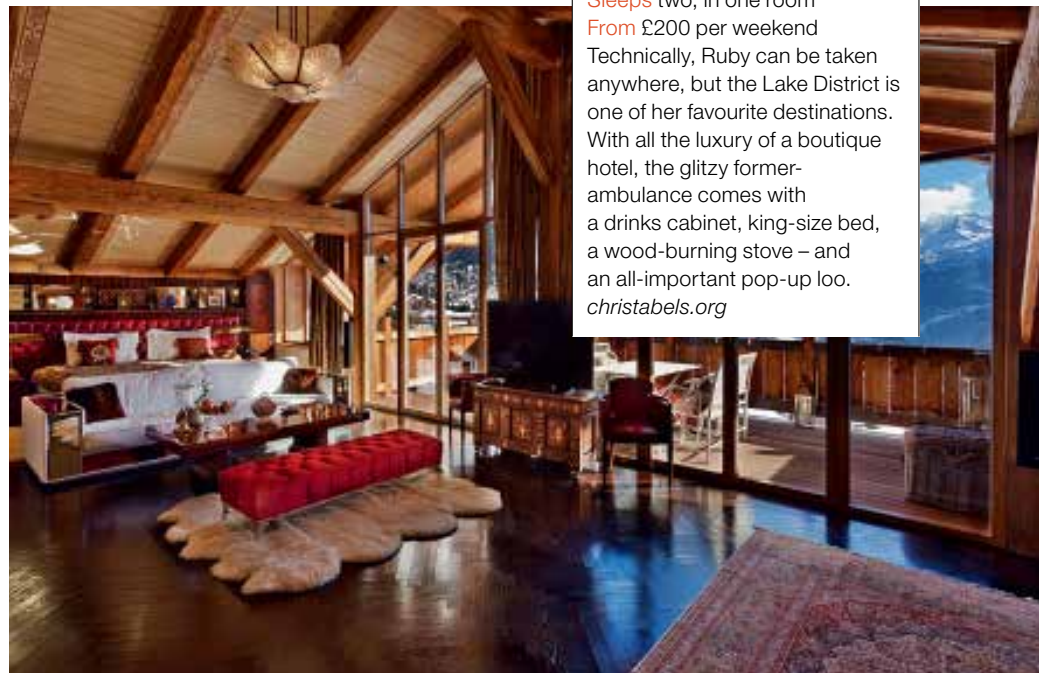 Sleeps two, in one room
From £200 per weekend
Technically, Ruby can be taken
anywhere, but the Lake District is
one of her favourite destinations.
With all the luxury of a boutique
hotel, the glitzy former-
ambulance comes with
a drinks cabinet, king-size bed,
a wood-burning stove – and
an all-important pop-up loo.
christabels.org